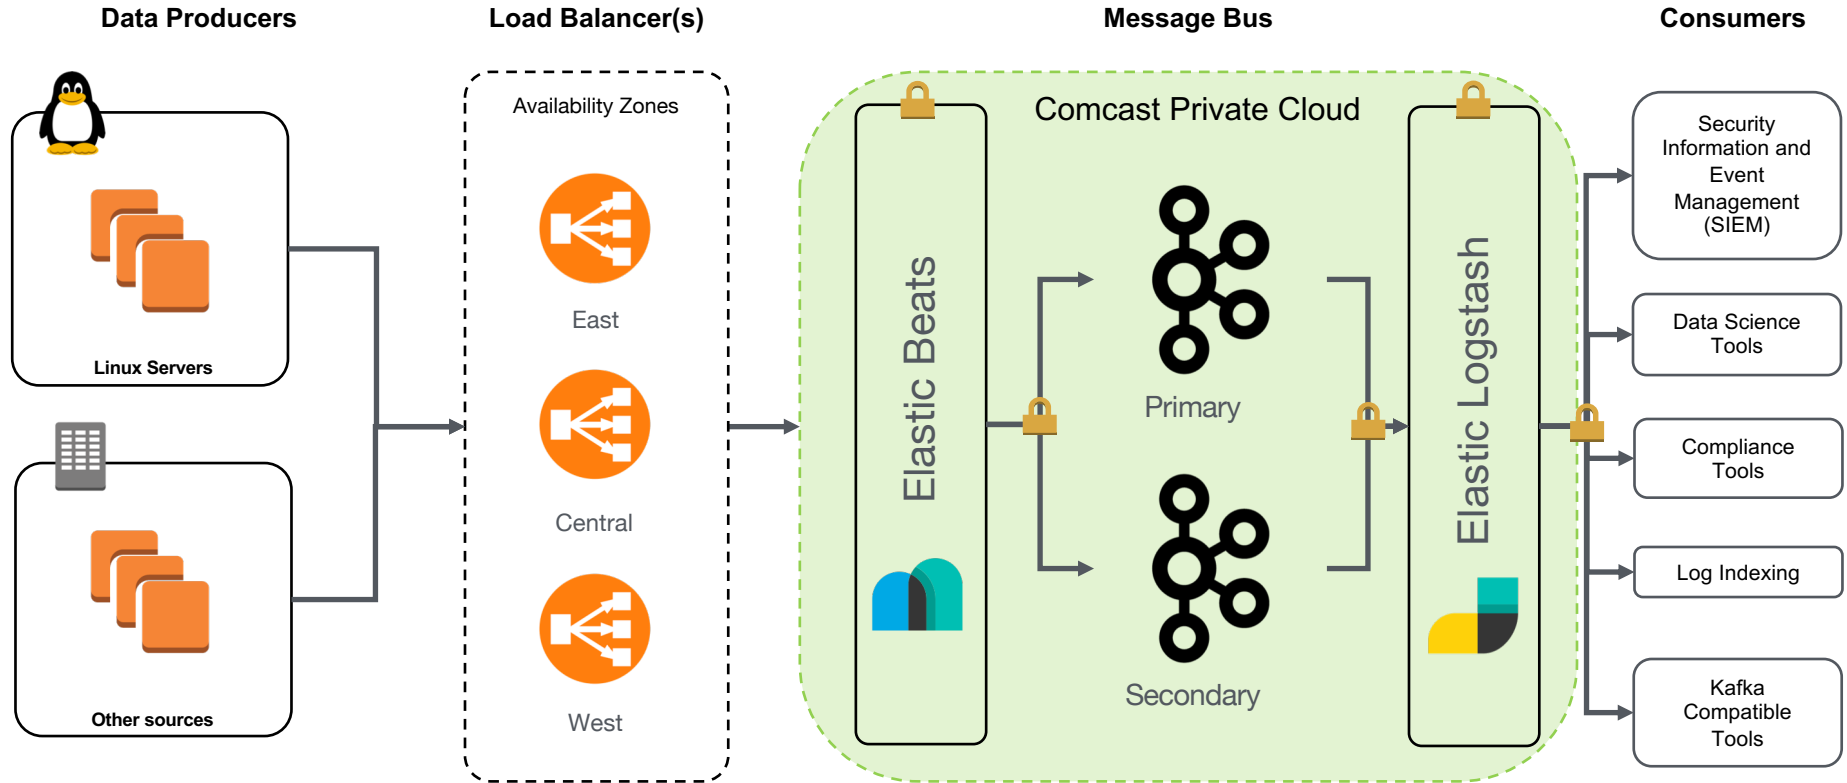 Data Producers
Load Balancer(s)
Message Bus
Consumers
Linux Servers
Other sources
Availability Zones
East
Central
West
Comcast Private Cloud
Elastic Beats
Primary
Secondary
Elastic Logstash
Security
Information and
Event
Management
(SIEM)
Data Science
Tools
Compliance
Tools
Log Indexing
Kafka
Compatible
Tools